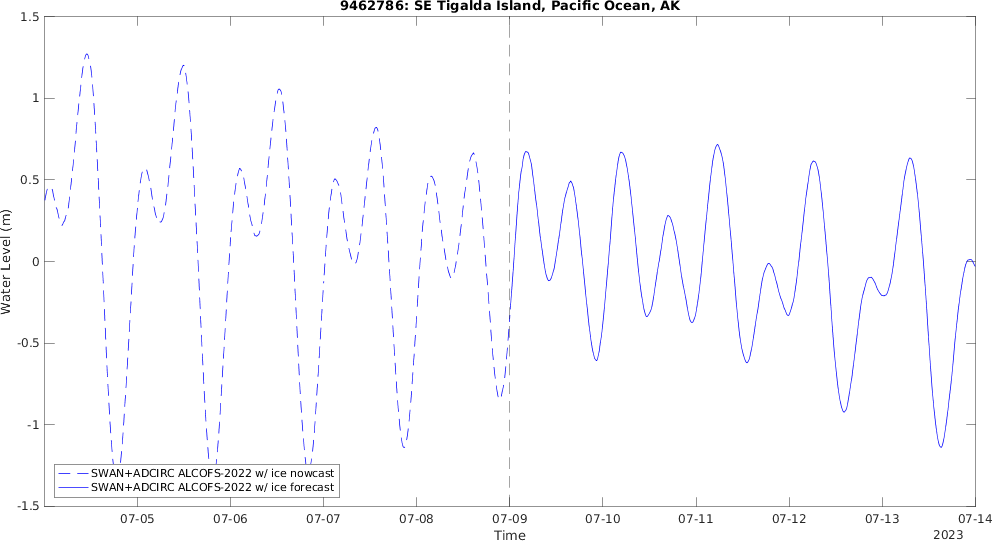 9462786: SE Tigalda Island, Pacific Ocean, AK
1.5
1
0.5
0
-0.5
-1
-1.5
Water Level (m)
SWAN+ADCIRC ALCOFS-2022 w/ ice nowcast
SWAN+ADCIRC ALCOFS-2022 w/ ice forecast
07-05 07-06 07-07 07-08 07-09 07-10 07-11 07-12 07-13 07-14
Time
2023